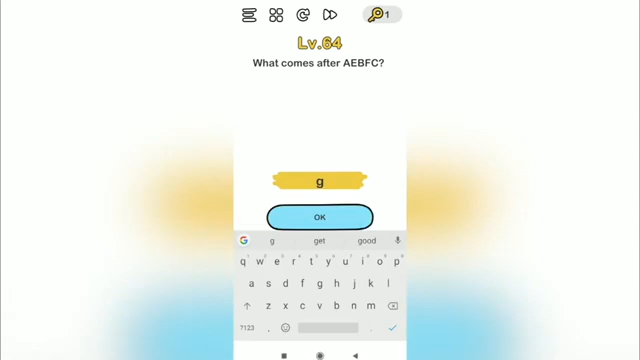 1
Lv.64
What comes after AEBFC?
g
OK
G g get good
q w e r t y u i o p
a s d f g h j k l
z x c v b n m
?123 , .